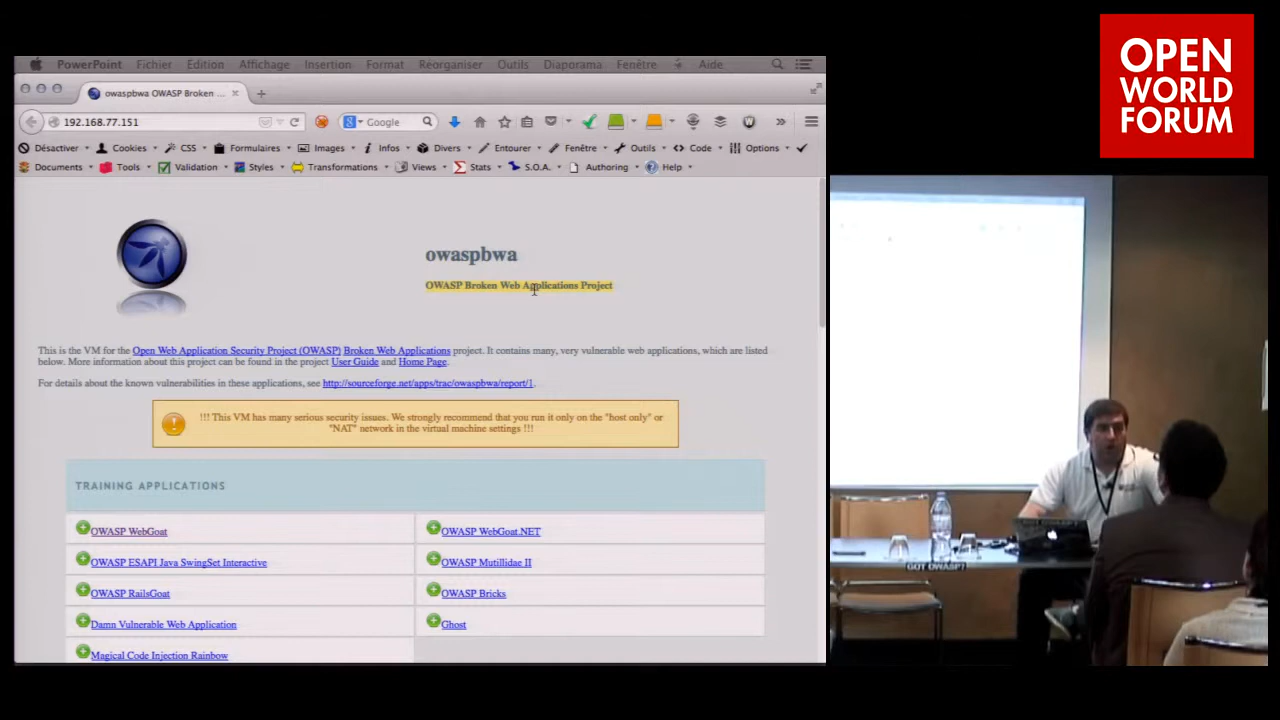 PowerPoint Fichier Édition Affichage Insertion Format Réorganiser Outils Diaporama Fenêtre Aide
owaspbwa OWASP Broken ...
192.168.77.151
Google
Désactiver Cookies CSS Formulaires Images Infos Divers Entourer Fenêtre Outils Code Options
Documents Tools Validation Styles Transformations Views Stats S.O.A. Authoring Help
owaspbwa
OWASP Broken Web Applications Project
This is the VM for the Open Web Application Security Project (OWASP) Broken Web Applications project. It contains many, very vulnerable web applications, which are listed
below. More information about this project can be found in the project User Guide and Home Page.
For details about the known vulnerabilities in these applications, see http://sourceforge.net/apps/trac/owaspbwa/report/1.
!!! This VM has many serious security issues. We strongly recommend that you run it only on the "host only" or
"NAT" network in the virtual machine settings !!!
TRAINING APPLICATIONS
OWASP WebGoat
OWASP WebGoat.NET
OWASP ESAPI Java SwingSet Interactive
OWASP Mutillidae II
OWASP RailsGoat
OWASP Bricks
Damn Vulnerable Web Application
Ghost
Magical Code Injection Rainbow
OPEN
WORLD
FORUM
GOT OWASP?